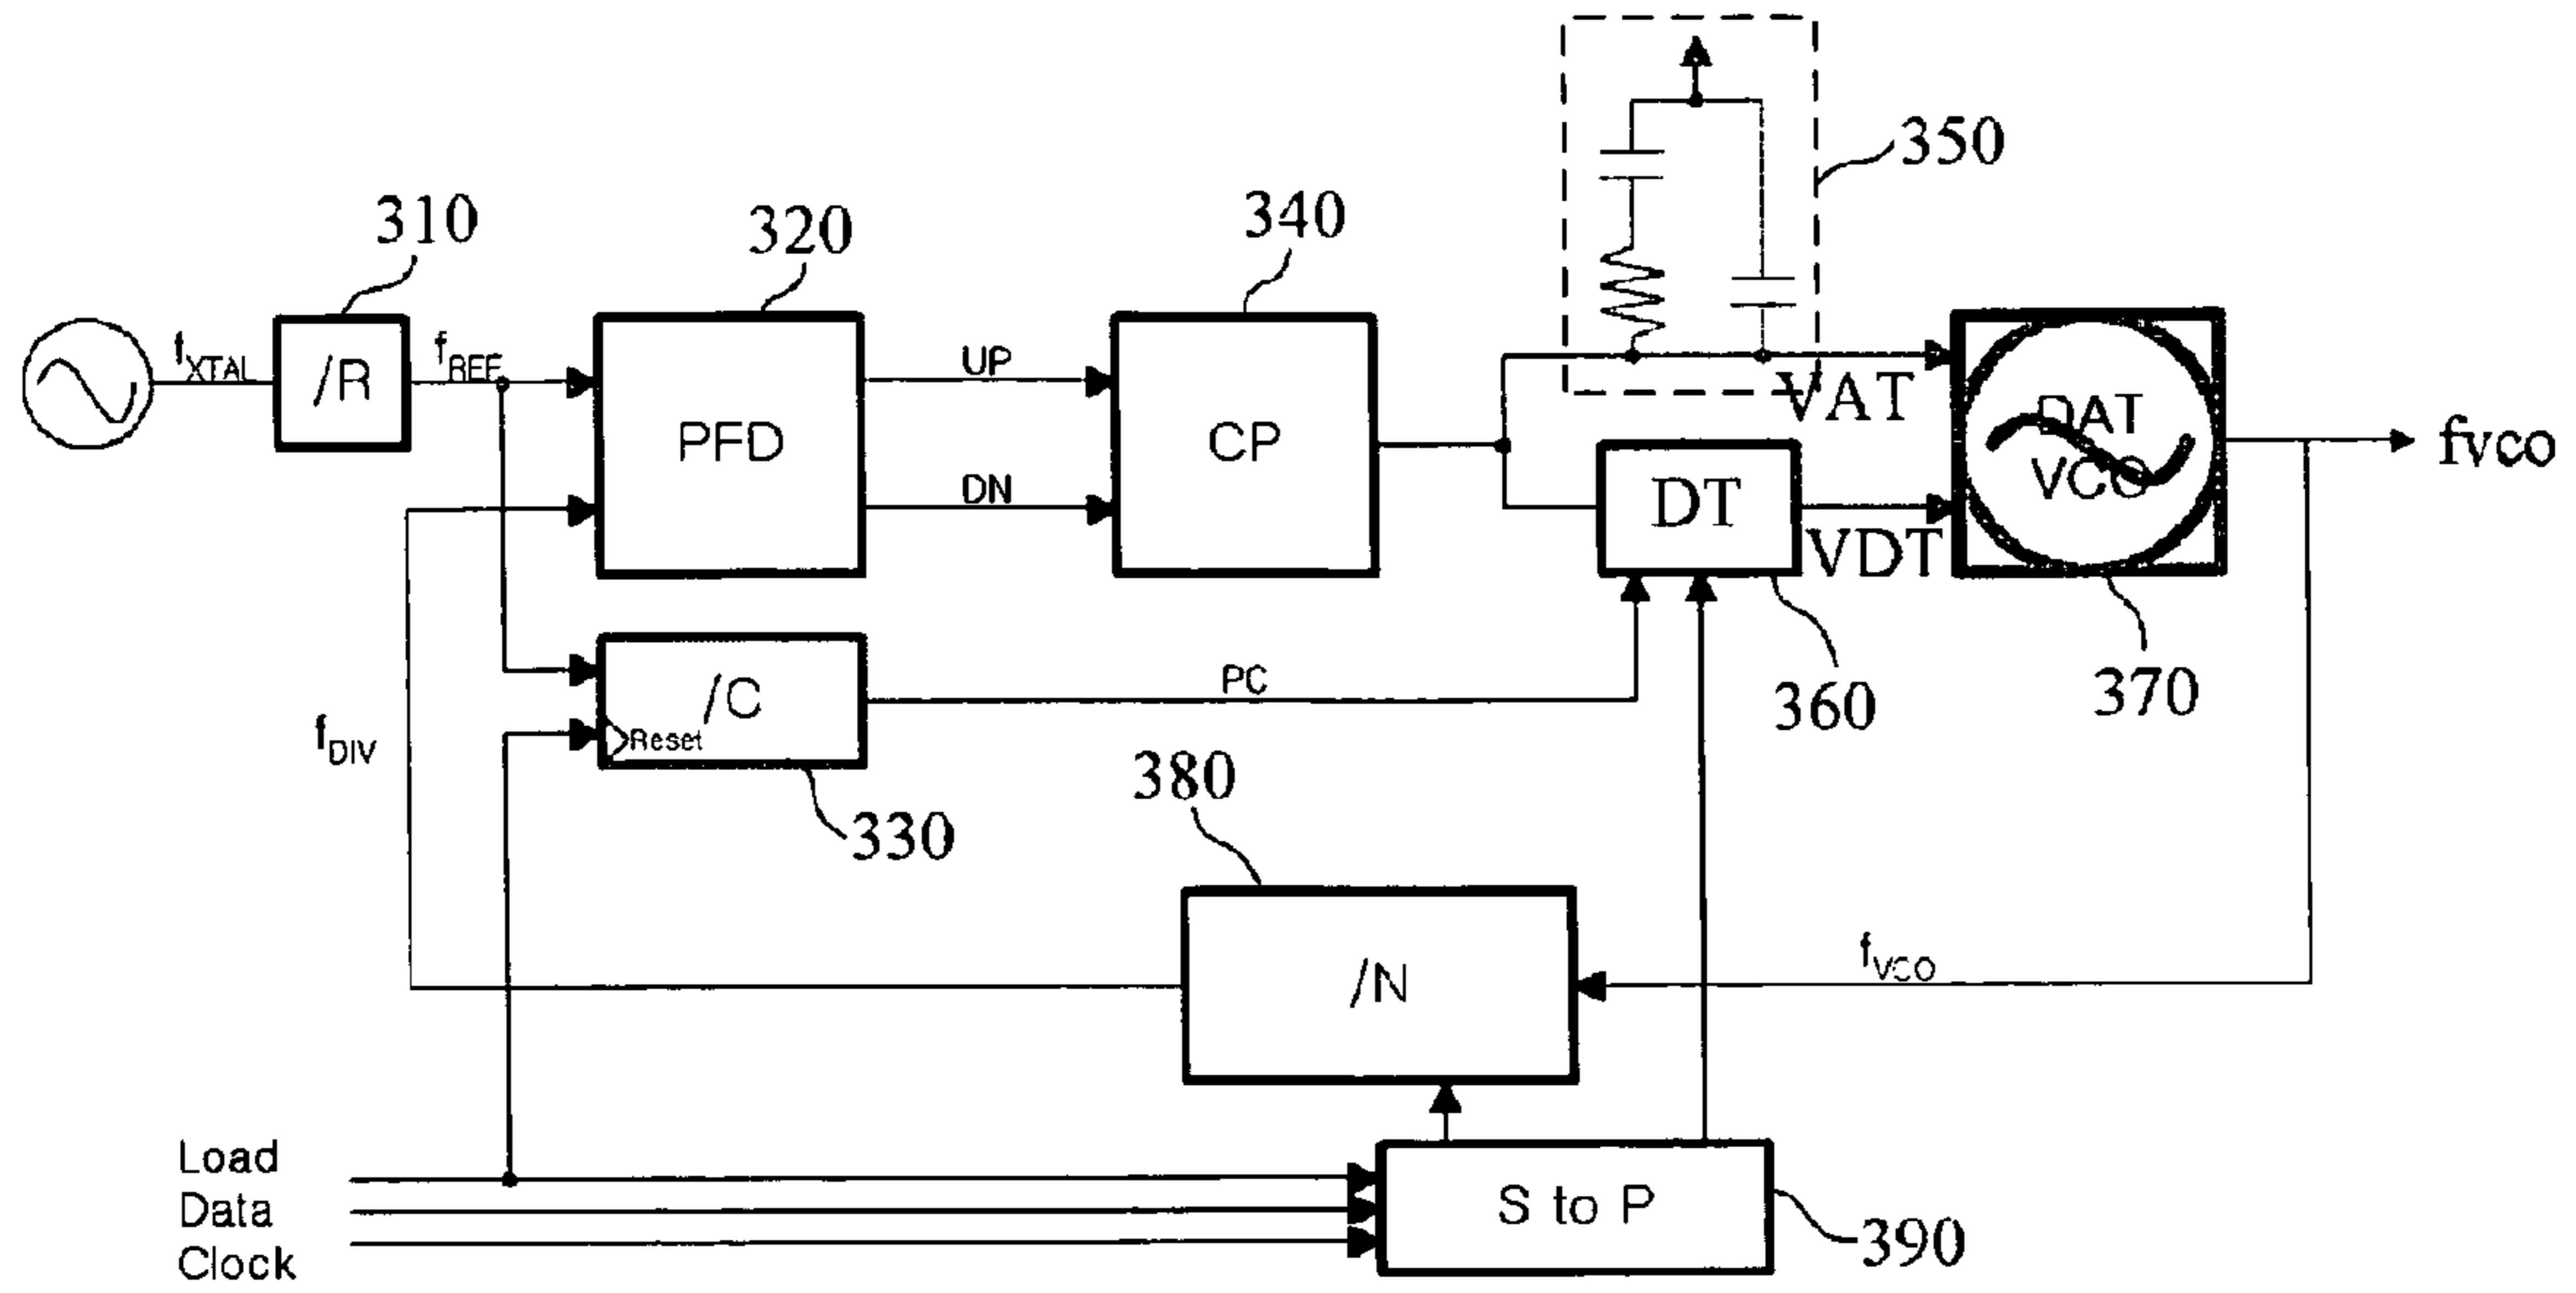 350
310
320
340
fXTAL
/R
fREF
PFD
UP
DN
CP
VAT
DT
VDT
DAT
VCO
fvco
/C
Reset
PC
360
370
fDIV
330
380
/N
fVCO
Load
Data
Clock
S to P
390